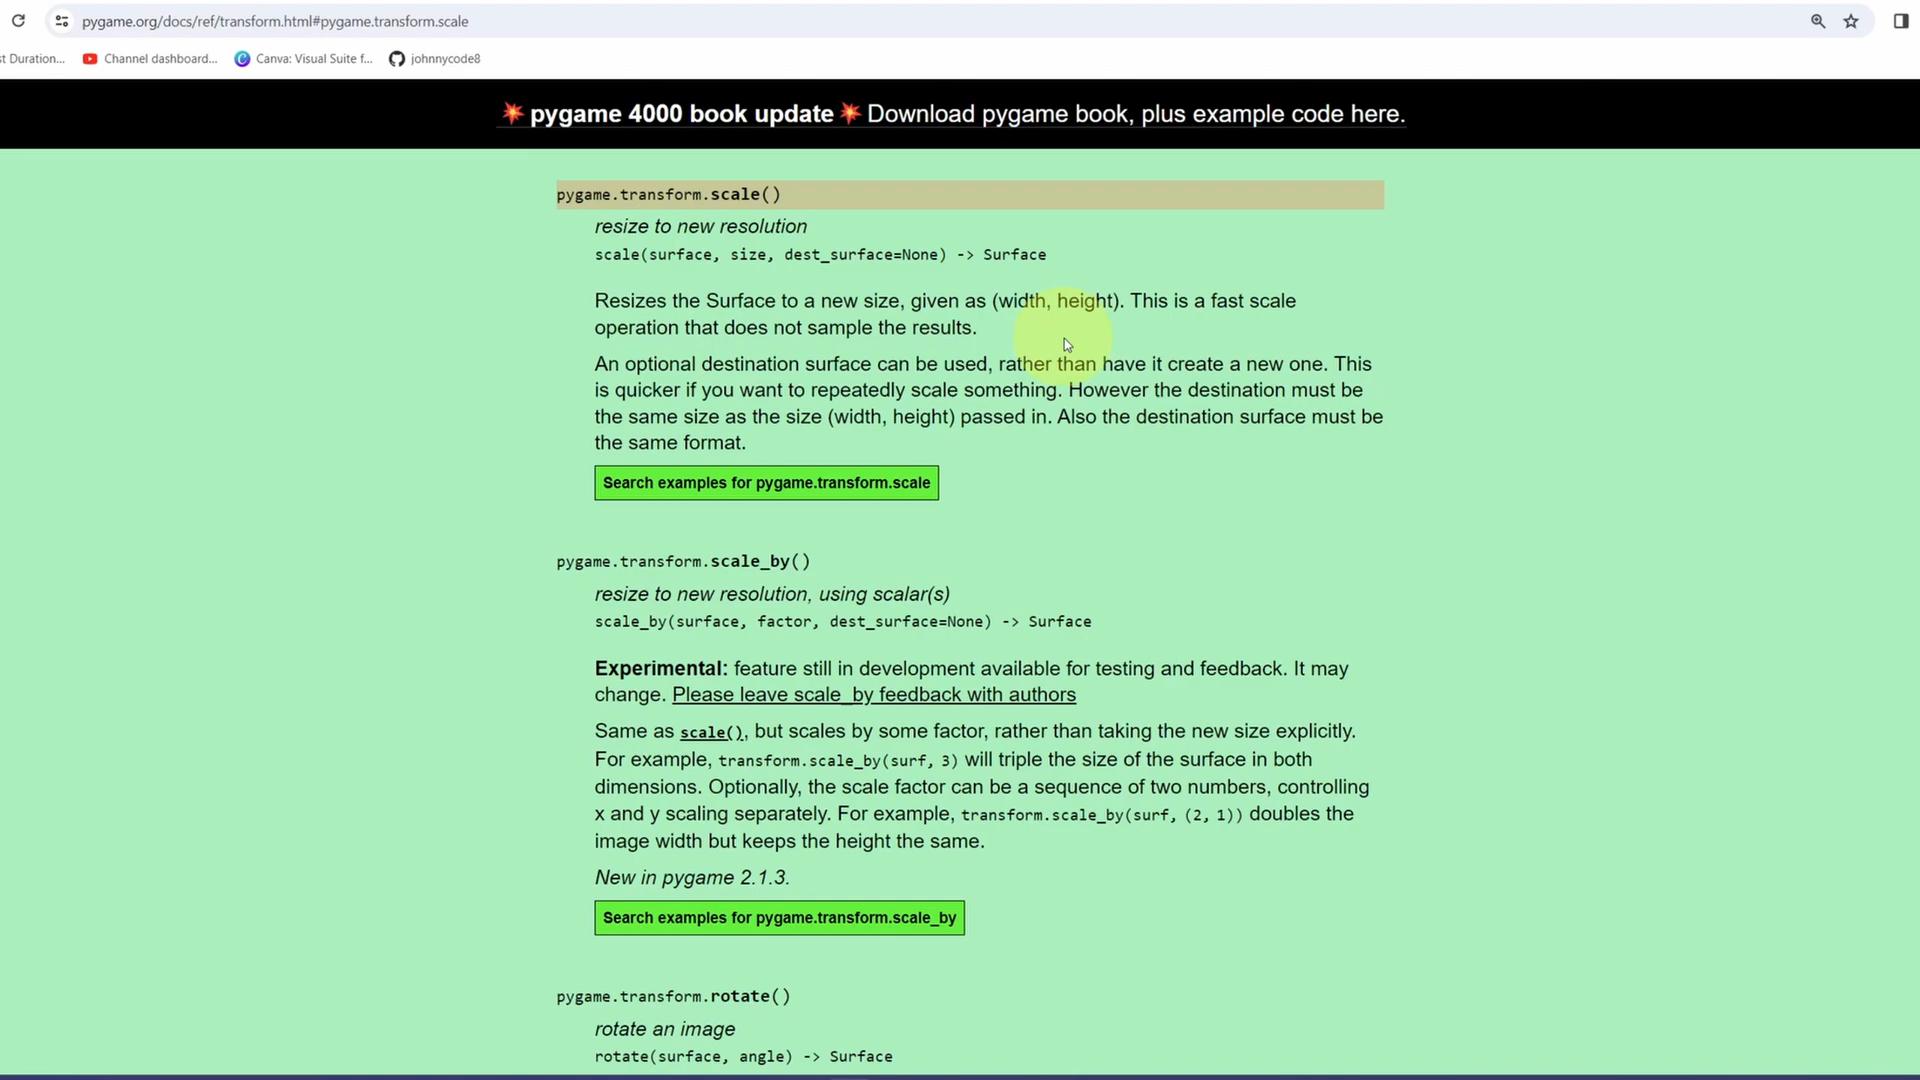 pygame.org/docs/ref/transform.html#pygame.transform.scale
t Duration... Channel dashboard... Canva: Visual Suite f... johnnycode8
💥 pygame 4000 book update 💥 Download pygame book, plus example code here.
pygame.transform.scale()
resize to new resolution
scale(surface, size, dest_surface=None) -> Surface
Resizes the Surface to a new size, given as (width, height). This is a fast scale
operation that does not sample the results.
An optional destination surface can be used, rather than have it create a new one. This
is quicker if you want to repeatedly scale something. However the destination must be
the same size as the size (width, height) passed in. Also the destination surface must be
the same format.
Search examples for pygame.transform.scale
pygame.transform.scale_by()
resize to new resolution, using scalar(s)
scale_by(surface, factor, dest_surface=None) -> Surface
Experimental: feature still in development available for testing and feedback. It may
change. Please leave scale_by feedback with authors
Same as scale(), but scales by some factor, rather than taking the new size explicitly.
For example, transform.scale_by(surf, 3) will triple the size of the surface in both
dimensions. Optionally, the scale factor can be a sequence of two numbers, controlling
x and y scaling separately. For example, transform.scale_by(surf, (2, 1)) doubles the
image width but keeps the height the same.
New in pygame 2.1.3.
Search examples for pygame.transform.scale_by
pygame.transform.rotate()
rotate an image
rotate(surface, angle) -> Surface